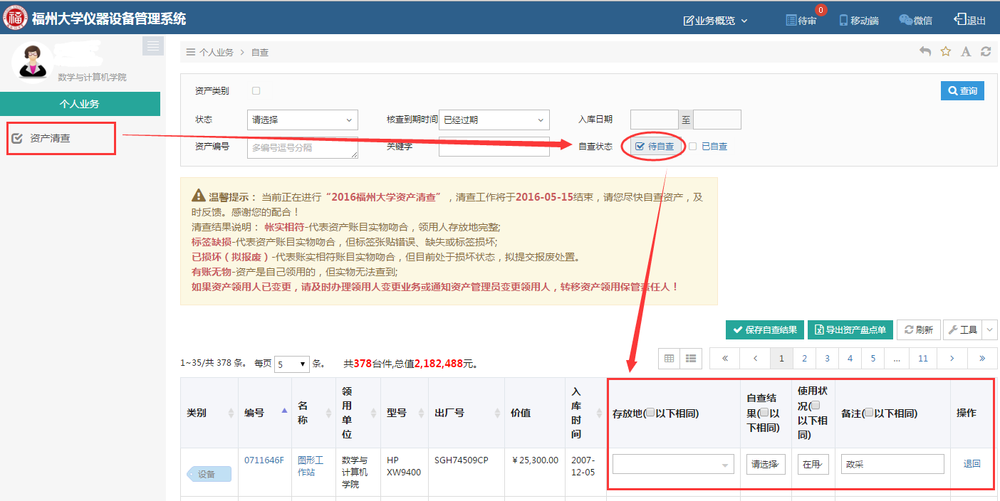 福州大学仪器设备管理系统
业务概览
待审
0
移动端
微信
退出
数学与计算机学院
个人业务
资产清查
个人业务 > 自查
资产类别
查询
状态 请选择 核查到期时间 已经过期 入库日期 至
资产编号 多编号逗号分隔 关键字 自查状态 待自查 已自查
温馨提示： 当前正在进行“2016福州大学资产清查” ，清查工作将于2016-05-15结束，请您尽快自查资产，及
时反馈。感谢您的配合！
清查结果说明： 帐实相符-代表资产账目实物吻合，领用人存放地完整;
标签缺损-代表资产账目实物吻合，但标签张贴错误、缺失或标签损坏;
已损坏（拟报废）-代表账实相符账目实物吻合，但目前处于损坏状态，拟提交报废处置。
有账无物-资产是自己领用的，但实物无法查到;
如果资产领用人已变更，请及时办理领用人变更业务或通知资产管理员变更领用人，转移资产领用保管责任人！
保存自查结果 导出资产盘点单 刷新 工具
1~35/共 378 条。 每页 5 条。 共378台件,总值2,182,488元。
« ‹ 1 2 3 4 5 ... 11 › »
类别
编号
名
称
领
用
单
位
型号
出厂号
价值
入
库
时
间
存放地(以下相同)
自查结
果(以
下相同)
使用状
况(
以下相
同)
备注(以下相同)
操作
设备
0711646F
图形工
作站
数学与
计算机
学院
HP
XW9400
SGH74509CP
￥25,300.00
2007-
12-05
请选择
在用
政采
退回